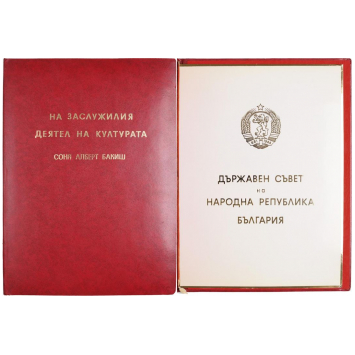 НА ЗАСЛУЖИЛИЯ
ДЕЯТЕЛ НА КУЛТУРАТА
СОНЯ АЛБЕРТ БАКИШ
ДЪРЖАВЕН СЪВЕТ
на
НАРОДНА РЕПУБЛИКА
БЪЛГАРИЯ